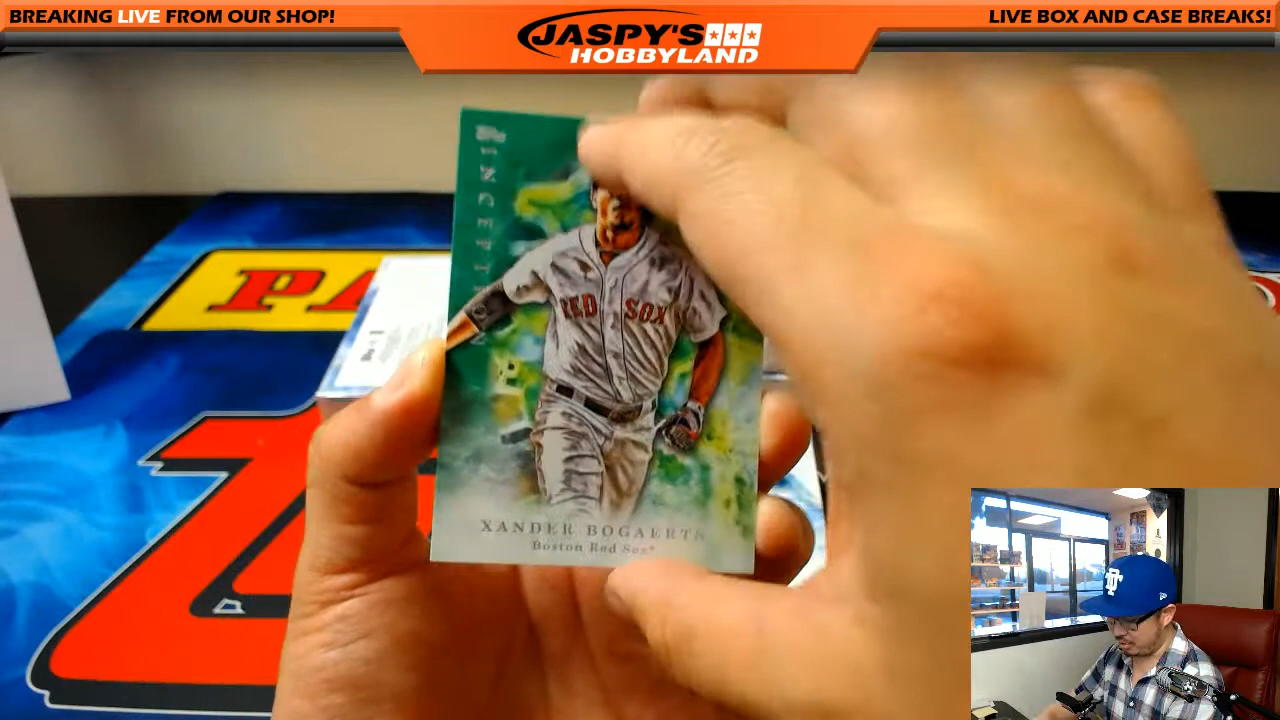 BREAKING LIVE FROM OUR SHOP!
JASPY'S
HOBBYLAND
LIVE BOX AND CASE BREAKS!
INCEPTION
RED SOX
XANDER BOGAERTS
Boston Red Sox